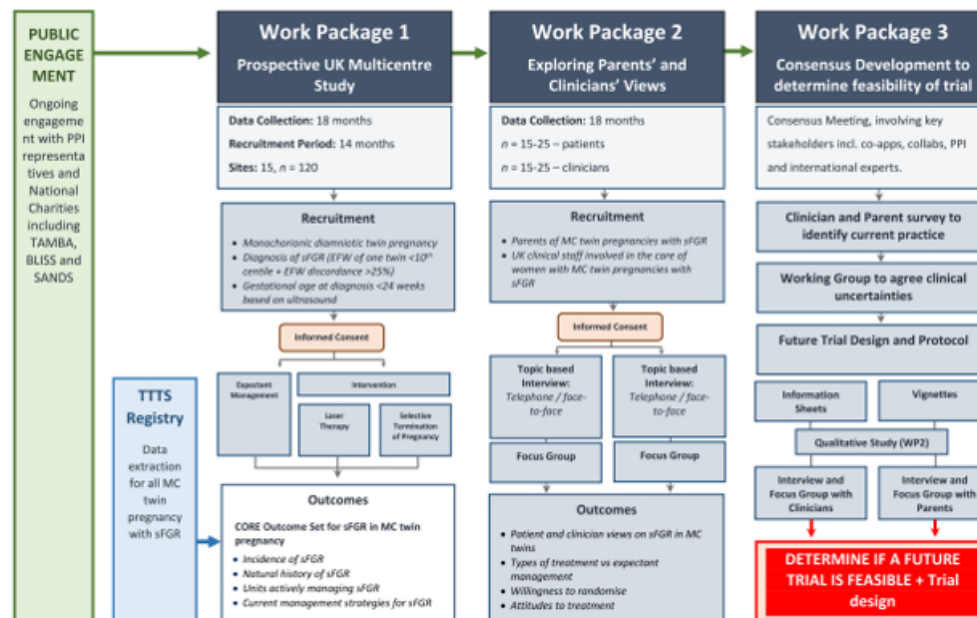 PUBLIC
ENGAGE
MENT
Ongoing
engageme
nt with PPI
representa
tives and
National
Charities
including
TAMBA,
BLISS and
SANDS
TTTS
Registry
Data
extraction
for all MC
twin
pregnancy
with sFGR
Work Package 1
Prospective UK Multicentre
Study
Data Collection: 18 months
Recruitment Period: 14 months
Sites: 15, n = 120
Recruitment
• Monochorionic diamniotic twin pregnancy
• Diagnosis of sFGR (EFW of one twin <10th
centile + EFW discordance >25%)
• Gestational age at diagnosis <24 weeks
based on ultrasound
Informed Consent
Expectant
Management
Intervention
Laser
Therapy
Selective
Termination
of Pregnancy
Outcomes
CORE Outcome Set for sFGR in MC twin
pregnancy
• Incidence of sFGR
• Natural history of sFGR
• Units actively managing sFGR
• Current management strategies for sFGR
Work Package 2
Exploring Parents' and
Clinicians' Views
Data Collection: 18 months
n = 15-25 – patients
n = 15-25 – clinicians
Recruitment
• Parents of MC twin pregnancies with sFGR
• UK clinical staff involved in the care of
women with MC twin pregnancies with
sFGR
Informed Consent
Topic based
Interview:
Telephone / face-
to-face
Topic based
Interview:
Telephone / face-
to-face
Focus Group
Focus Group
Outcomes
• Patient and clinician views on sFGR in MC
twins
• Types of treatment vs expectant
management
• Willingness to randomise
• Attitudes to treatment
Work Package 3
Consensus Development to
determine feasibility of trial
Consensus Meeting, involving key
stakeholders incl. co-apps, collabs, PPI
and international experts.
Clinician and Parent survey to
identify current practice
Working Group to agree clinical
uncertainties
Future Trial Design and Protocol
Information
Sheets
Vignettes
Qualitative Study (WP2)
Interview and
Focus Group with
Clinicians
Interview and
Focus Group with
Parents
DETERMINE IF A FUTURE
TRIAL IS FEASIBLE + Trial
design